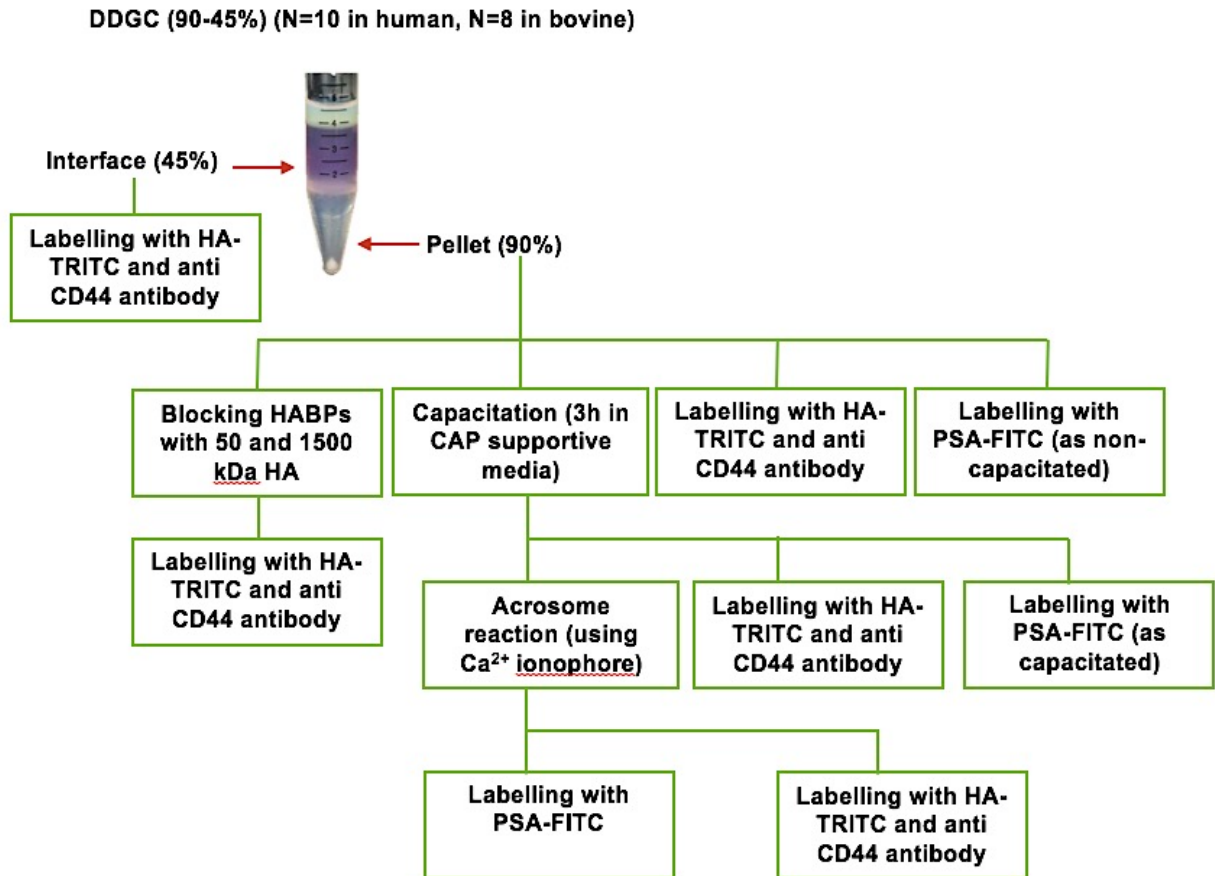 DDGC (90-45%) (N=10 in human, N=8 in bovine)
5
4
3
2
Interface (45%)
Labelling with HA-
TRITC and anti
CD44 antibody
Pellet (90%)
Blocking HABPs
with 50 and 1500
kDa HA
Capacitation (3h in
CAP supportive
media)
Labelling with HA-
TRITC and anti
CD44 antibody
Labelling with
PSA-FITC (as non-
capacitated)
Labelling with HA-
TRITC and anti
CD44 antibody
Acrosome
reaction (using
Ca²⁺ ionophore)
Labelling with HA-
TRITC and anti
CD44 antibody
Labelling with
PSA-FITC (as
capacitated)
Labelling with
PSA-FITC
Labelling with HA-
TRITC and anti
CD44 antibody